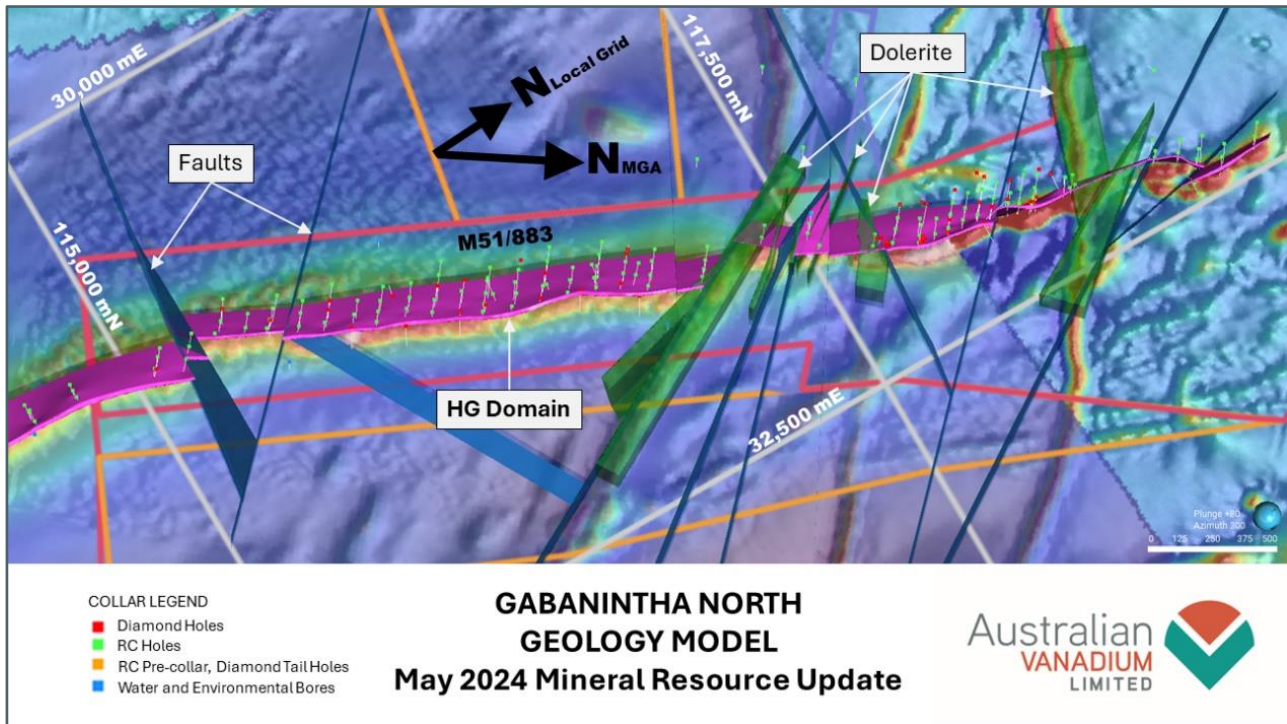 30,000 mE
117,500 mN
N Local Grid
N MGA
Dolerite
Faults
M51/883
115,000 mN
HG Domain
32,500 mE
Plunge +80
Azimuth 300
0 125 250 375 500
COLLAR LEGEND
Diamond Holes
RC Holes
RC Pre-collar, Diamond Tail Holes
Water and Environmental Bores
GABANINTHA NORTH
GEOLOGY MODEL
May 2024 Mineral Resource Update
Australian
VANADIUM
LIMITED